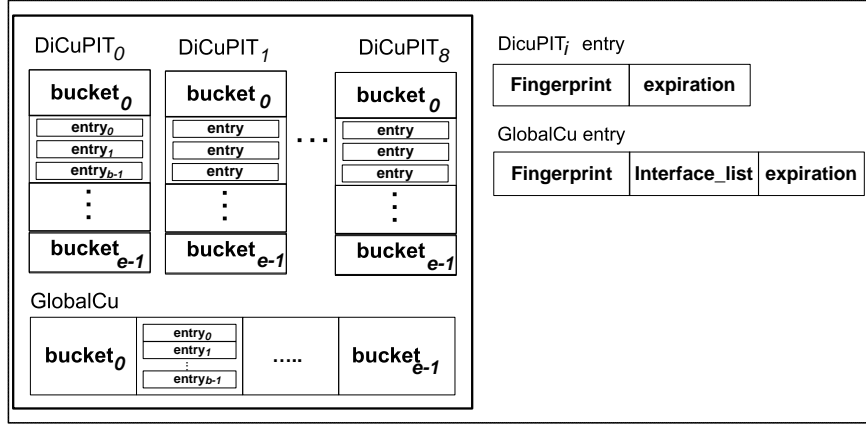 DiCuPIT0 DiCuPIT1 DiCuPIT8
bucket0 bucket0 bucket0
entry0 entry entry
entry1 entry entry
entryb-1 entry entry
. . .
buckete-1 buckete-1 buckete-1
GlobalCu
bucket0 entry0 ..... buckete-1
entry1
entryb-1
DicuPITi entry
Fingerprint expiration
GlobalCu entry
Fingerprint Interface_list expiration